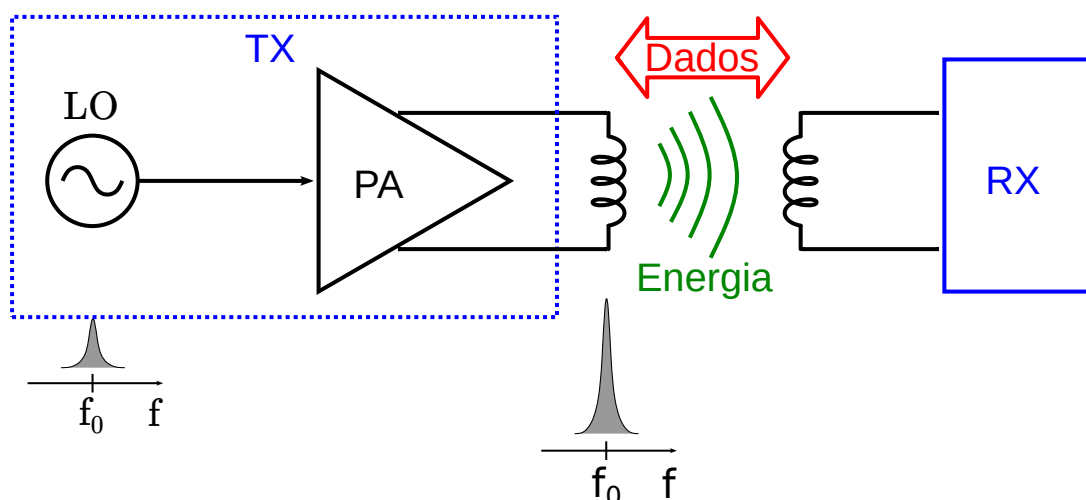 TX
Dados
LO
PA
RX
Energia
f0 f
f0 f